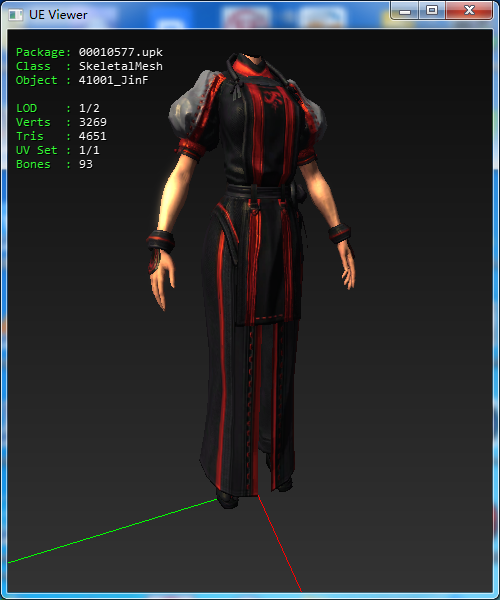 UE Viewer
Package: 00010577.upk
Class : SkeletalMesh
Object : 41001_JinF
LOD : 1/2
Verts : 3269
Tris : 4651
UV Set : 1/1
Bones : 93